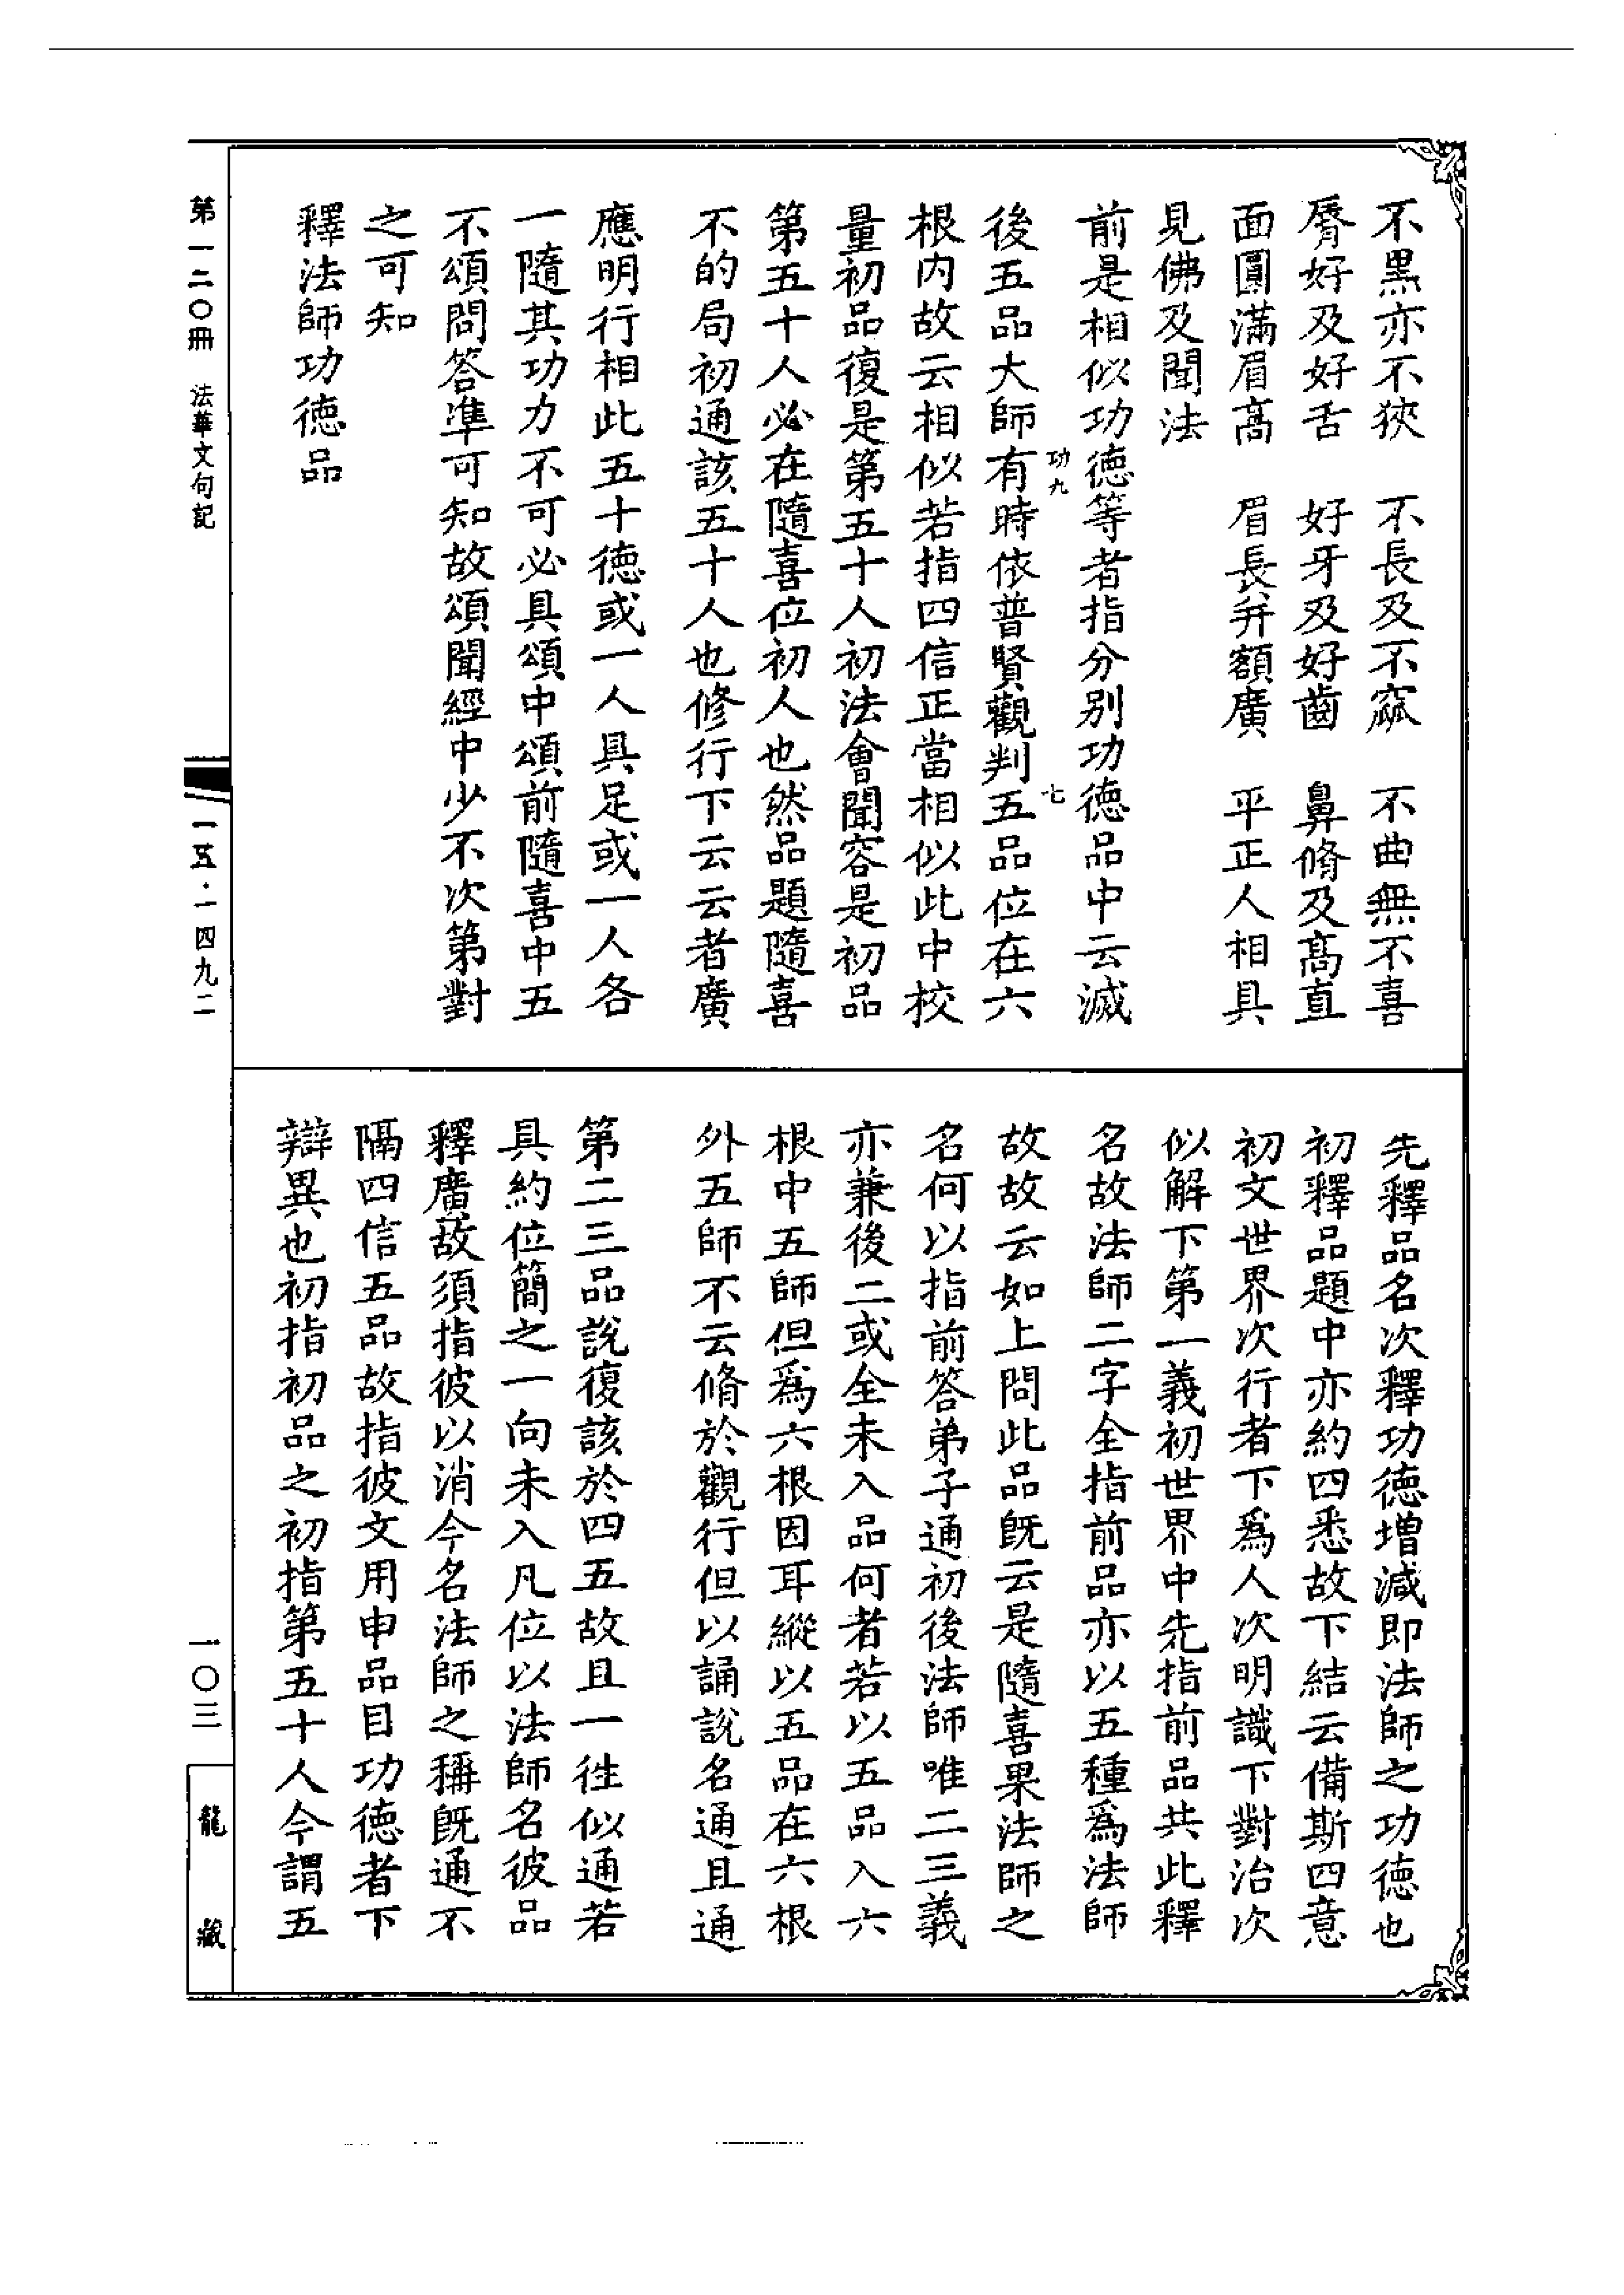 不黑亦不狹　不長及不窳　不曲無不喜
脣好及好舌　好牙及好齒　鼻脩及高直
面圓滿眉高　眉長并額廣　平正人相具
見佛及聞法
前是相似功德等者指分別功德品中云滅
功九　七
後五品大師有時依普賢觀判五品位在六
根內故云相似若指四信正當相似此中校
量初品復是第五十人初法會聞容是初品
第五十人必在隨喜位初人也然品題隨喜
不的局初通該五十人也修行下云云者廣
應明行相此五十德或一人具足或一人各
一隨其功力不可必具頌中頌前隨喜中五
不頌問答準可知故頌聞經中少不次第對
之可知
釋法師功德品
先釋品名次釋功德增減即法師之功德也
初釋品題中亦約四悉故下結云備斯四意
初文世界次行者下為人次明識下對治次
似解下第一義初世界中先指前品共此釋
名故法師二字全指前品亦以五種為法師
故故云如上問此品既云是隨喜果法師之
名何以指前答弟子通初後法師唯二三義
亦兼後二或全未入品何者若以五品入六
根中五師但為六根因耳縱以五品在六根
外五師不云脩於觀行但以誦說名通且通
第二三品說復該於四五故且一往似通若
具約位簡之一向未入凡位以法師名彼品
釋廣故須指彼以消今名法師之稱既通不
隔四信五品故指彼文用申品目功德者下
辯異也初指初品之初指第五十人今謂五
第一二〇冊　法華文句記
一五·一四九二
一〇三
龍藏